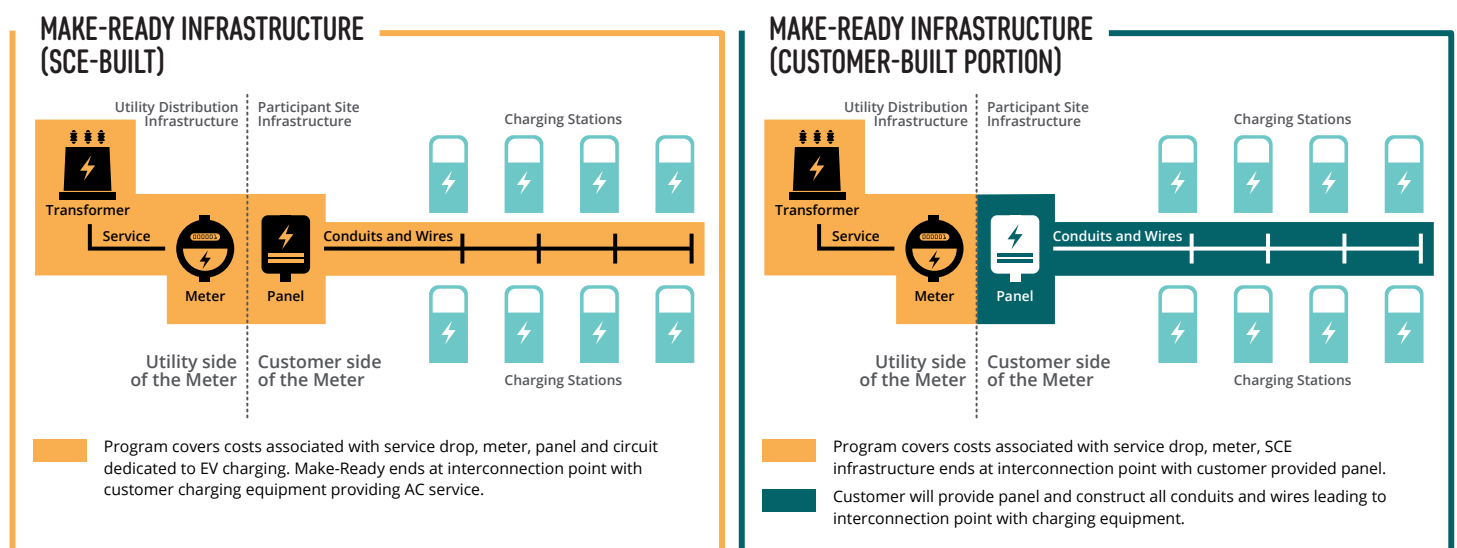 MAKE-READY INFRASTRUCTURE
(SCE-BUILT)
Utility Distribution
Infrastructure
Participant Site
Infrastructure
Charging Stations
Transformer
Service
000001
Conduits and Wires
Meter
Panel
Utility side
of the Meter
Customer side
of the Meter
Charging Stations
Program covers costs associated with service drop, meter, panel and circuit
dedicated to EV charging. Make-Ready ends at interconnection point with
customer charging equipment providing AC service.
MAKE-READY INFRASTRUCTURE
(CUSTOMER-BUILT PORTION)
Utility Distribution
Infrastructure
Participant Site
Infrastructure
Charging Stations
Transformer
Service
000001
Conduits and Wires
Meter
Panel
Utility side
of the Meter
Customer side
of the Meter
Charging Stations
Program covers costs associated with service drop, meter, SCE
infrastructure ends at interconnection point with customer provided panel.
Customer will provide panel and construct all conduits and wires leading to
interconnection point with charging equipment.